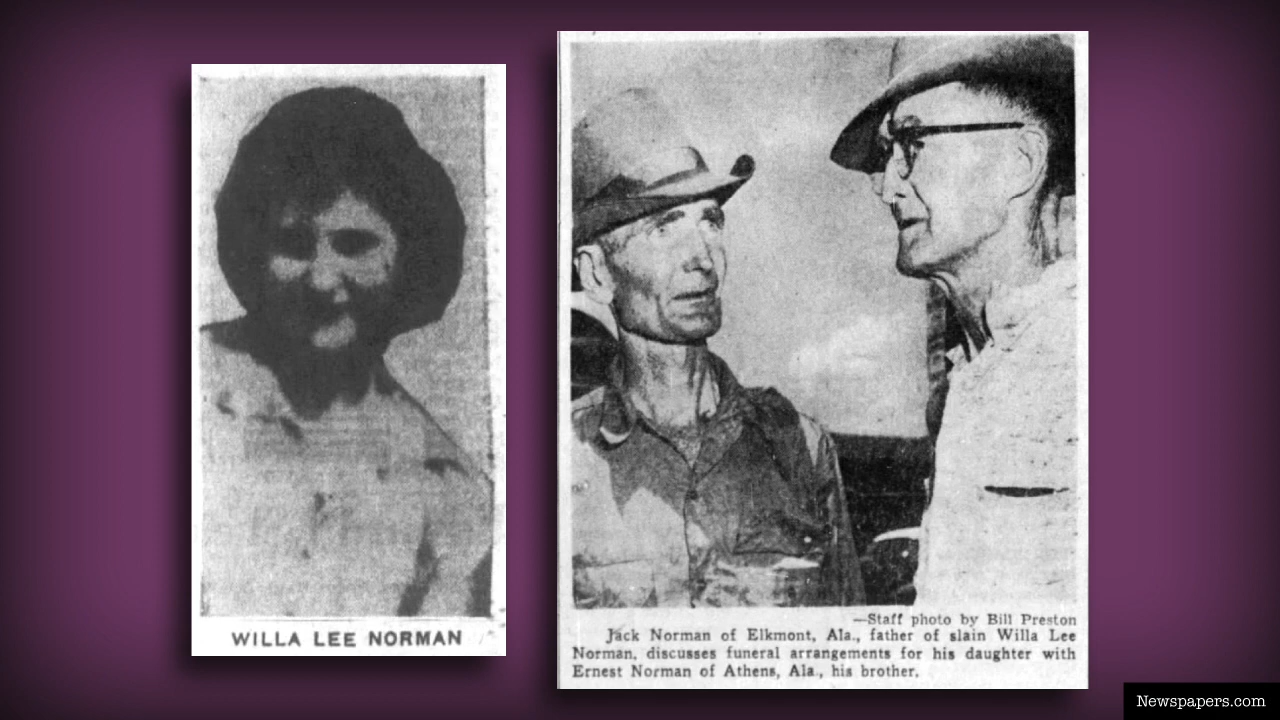 WILLA LEE NORMAN
—Staff photo by Bill Preston
Jack Norman of Elkmont, Ala., father of slain Willa Lee
Norman, discusses funeral arrangements for his daughter with
Ernest Norman of Athens, Ala., his brother.
Newspapers.com